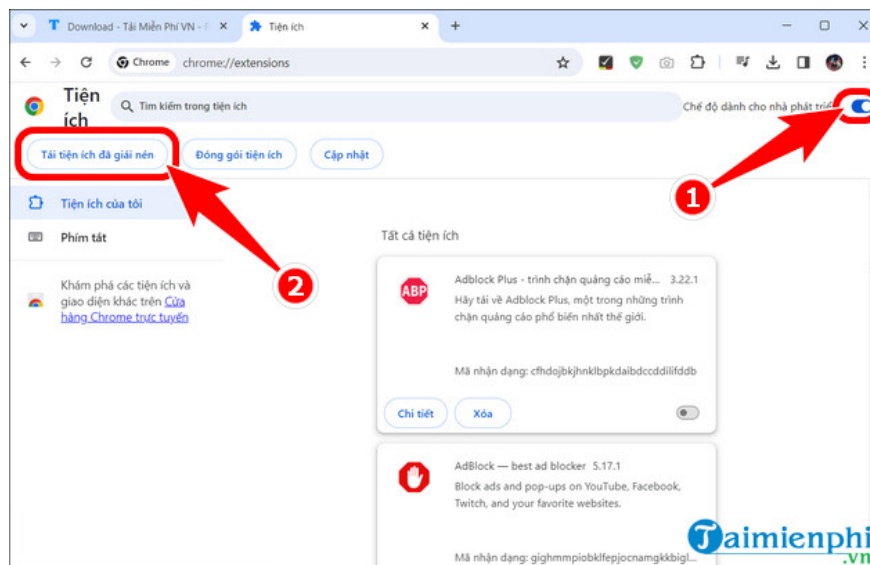 Download - Tải Miễn Phí VN -
Tiện ích
Chrome
chrome://extensions
Tiện
ích
Tìm kiếm trong tiện ích
Chế độ dành cho nhà phát
Tải tiện ích đã giải nén
Đóng gói tiện ích
Cập nhật
1
Tiện ích của tôi
Phím tắt
2
Khám phá các tiện ích và
giao diện khác trên Cửa
hàng Chrome trực tuyến
Tất cả tiện ích
ABP
Adblock Plus - trình chặn quảng cáo miễ... 3.22.1
Hãy tải về Adblock Plus, một trong những trình
chặn quảng cáo phổ biến nhất thế giới.
Mã nhận dạng: cfhdojbkjhnklbpkdaibdccddilifddb
Chi tiết
Xóa
AdBlock — best ad blocker 5.17.1
Block ads and pop-ups on YouTube, Facebook,
Twitch, and your favorite websites.
Mã nhận dạng: gighmmpiobklfepjocnamgkkbigl...
Taimienphi
.vn